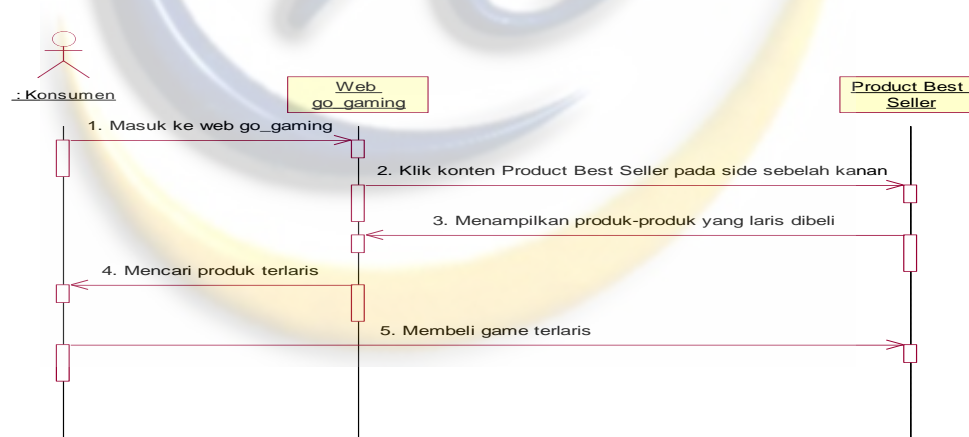 : Konsumen
Web
go_gaming
Product Best
Seller
1. Masuk ke web go_gaming
2. Klik konten Product Best Seller pada side sebelah kanan
3. Menampilkan produk-produk yang laris dibeli
4. Mencari produk terlaris
5. Membeli game terlaris